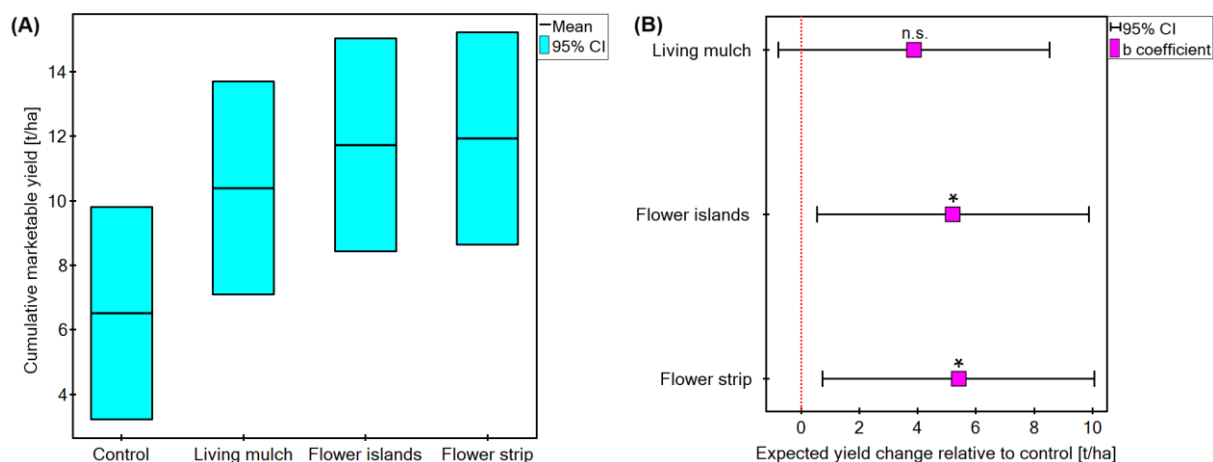 (A)
Mean
95% CI
Cumulative marketable yield [t/ha]
14
12
10
8
6
4
Control
Living mulch
Flower islands
Flower strip
(B)
95% CI
b coefficient
Living mulch
n.s.
Flower islands
*
Flower strip
*
0
2
4
6
8
10
Expected yield change relative to control [t/ha]